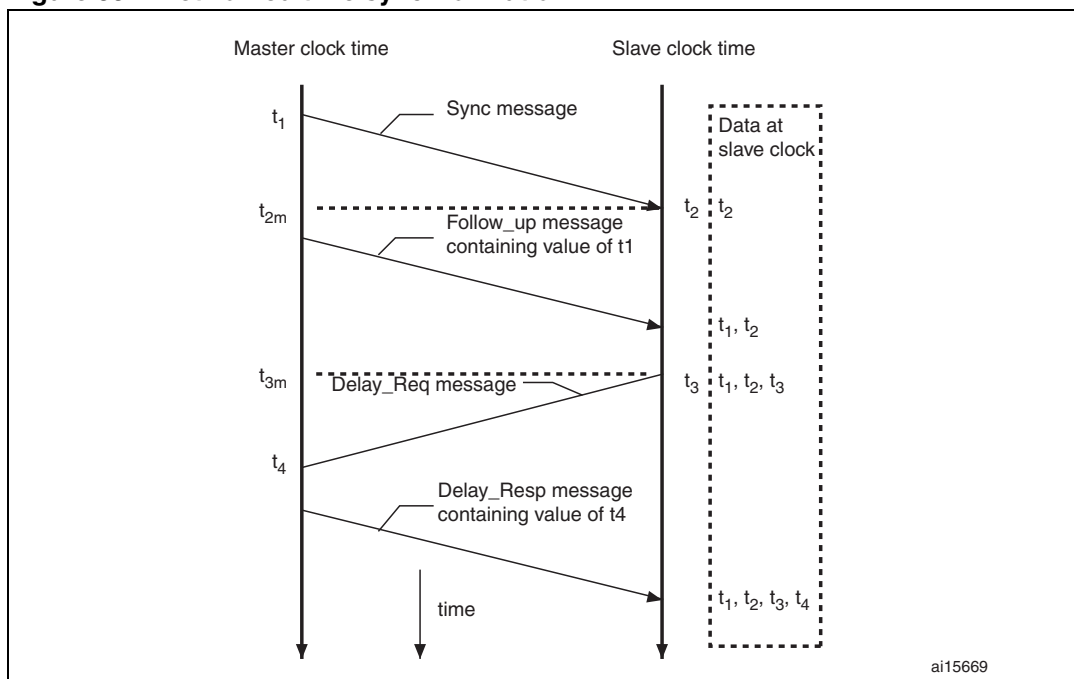 Master clock time
Slave clock time
t1
Sync message
Data at
slave clock
t2m
t2
t2
Follow_up message
containing value of t1
t1, t2
t3m
Delay_Req message
t3
t1, t2, t3
t4
Delay_Resp message
containing value of t4
t1, t2, t3, t4
time
ai15669